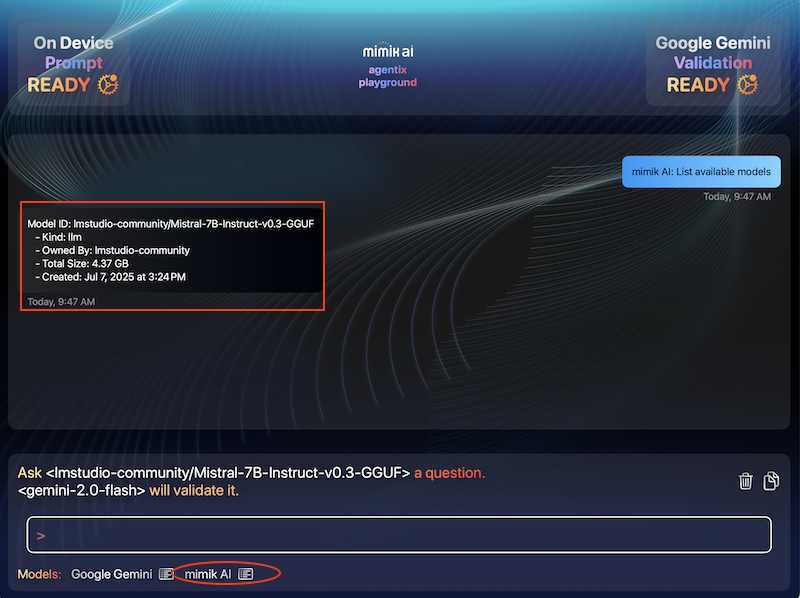 On Device
Prompt
READY
mimik ai
agentix
playground
Google Gemini
Validation
READY
mimik AI: List available models
Today, 9:47 AM
Model ID: lmstudio-community/Mistral-7B-Instruct-v0.3-GGUF
- Kind: llm
- Owned By: lmstudio-community
- Total Size: 4.37 GB
- Created: Jul 7, 2025 at 3:24 PM
Today, 9:47 AM
Ask <lmstudio-community/Mistral-7B-Instruct-v0.3-GGUF> a question.
<gemini-2.0-flash> will validate it.
>
Models: Google Gemini mimik AI